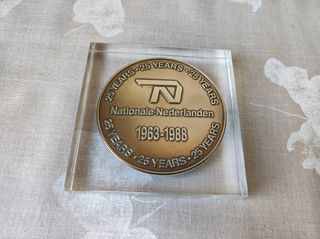 25 YEARS • 25 YEARS • 25 YEARS
N
Nationale-Nederlanden
1963-1988
25 YEARS • 25 YEARS • 25 YEARS